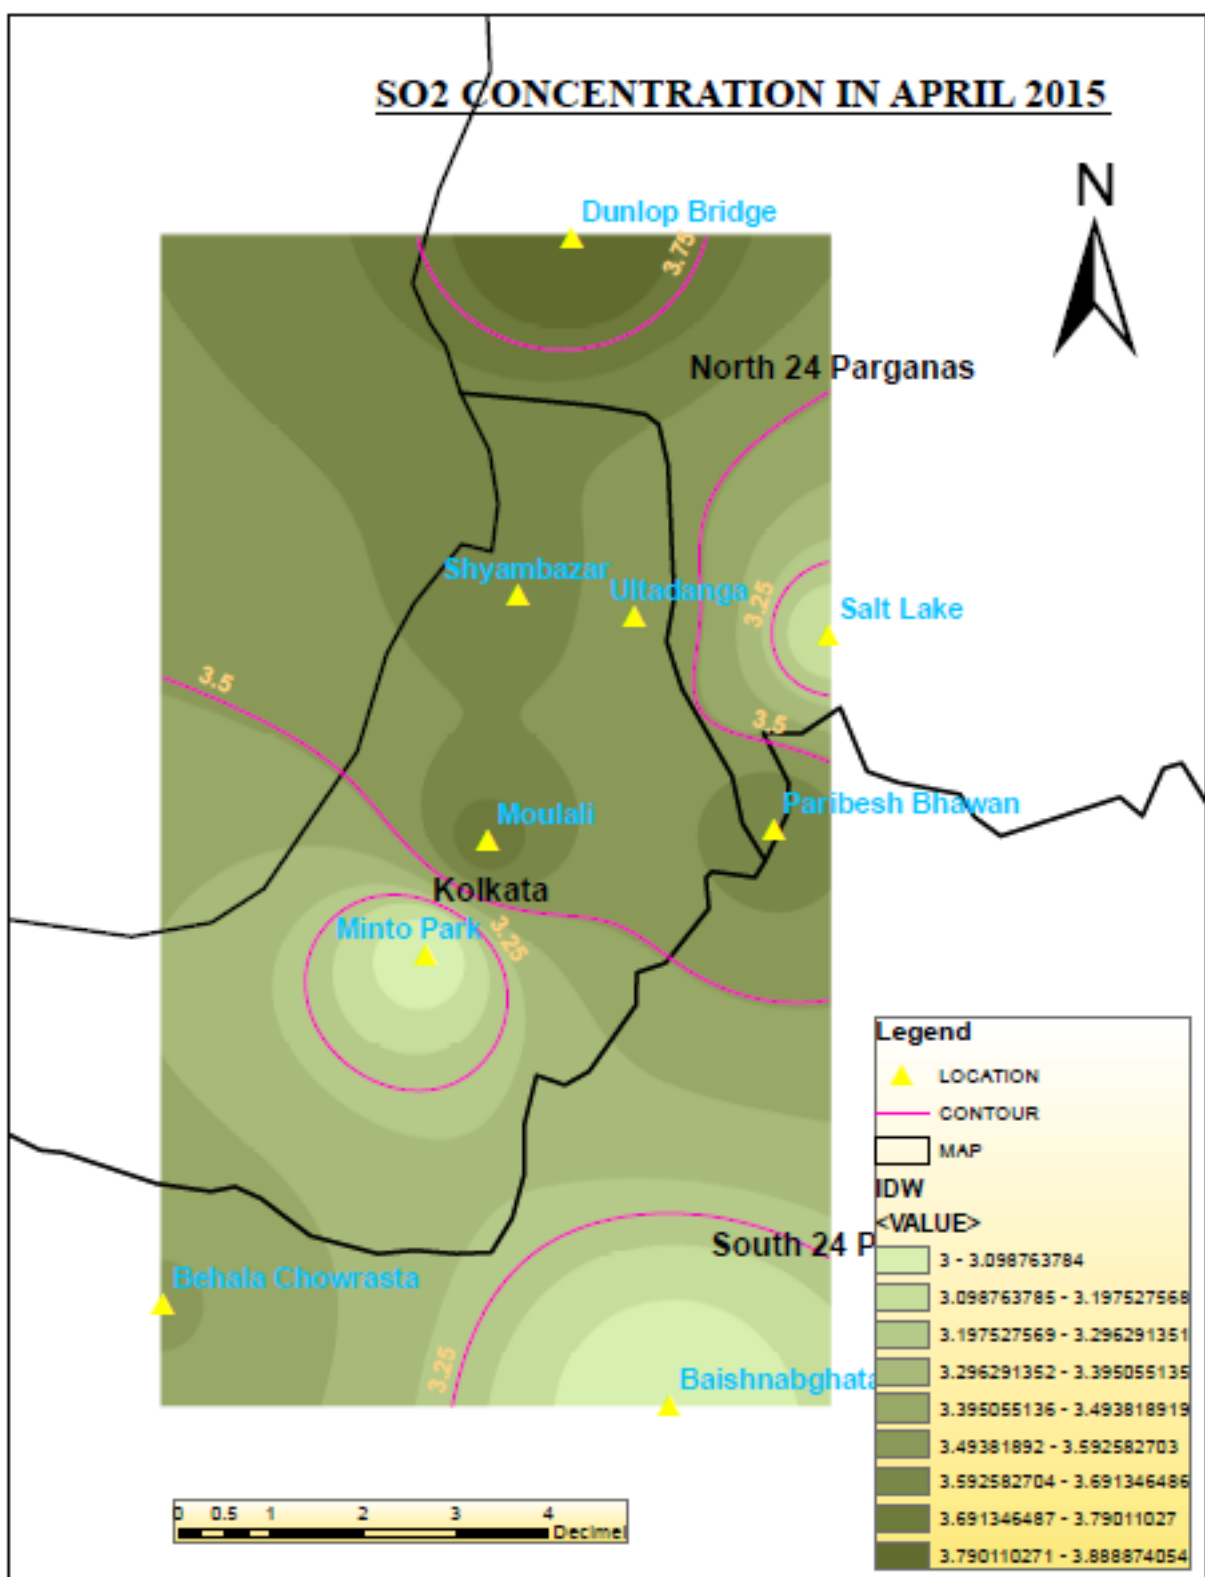 SO2 CONCENTRATION IN APRIL 2015
N
Dunlop Bridge
3.75
North 24 Parganas
Shyambazar
Ultadanga
3.25
Salt Lake
3.5
3.5
Paribesh Bhawan
Moulali
Kolkata
Minto Park
3.25
South 24 P
Behala Chowrasta
3.25
Baishnabghata
Legend
LOCATION
CONTOUR
MAP
IDW
<VALUE>
3 - 3.098763784
3.098763785 - 3.197527568
3.197527569 - 3.296291351
3.296291352 - 3.395055135
3.395055136 - 3.493818919
3.49381892 - 3.592582703
3.592582704 - 3.691346486
3.691346487 - 3.79011027
3.790110271 - 3.888874054
0 0.5 1 2 3 4
Decimel